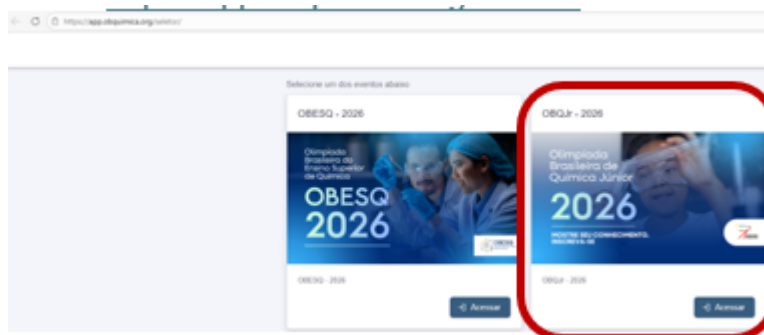 https://app.obquimica.org/seletor/
Selecione um dos eventos abaixo
OBESQ - 2026
Olimpíada
Brasileira do
Ensino Superior
de Química
OBESQ
2026
OBESQ - 2026
Acessar
OBQJr - 2026
Olimpíada
Brasileira de
Química Júnior
2026
MOSTRE SEU CONHECIMENTO.
INSCREVA-SE
OBQJr - 2026
Acessar